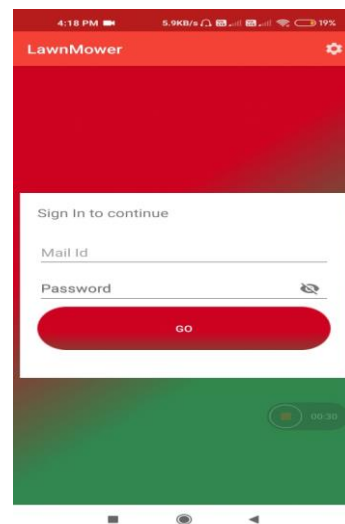 4:18 PM 5.9KB/s 19%
LawnMower
Sign In to continue
Mail Id
Password
GO
00:30